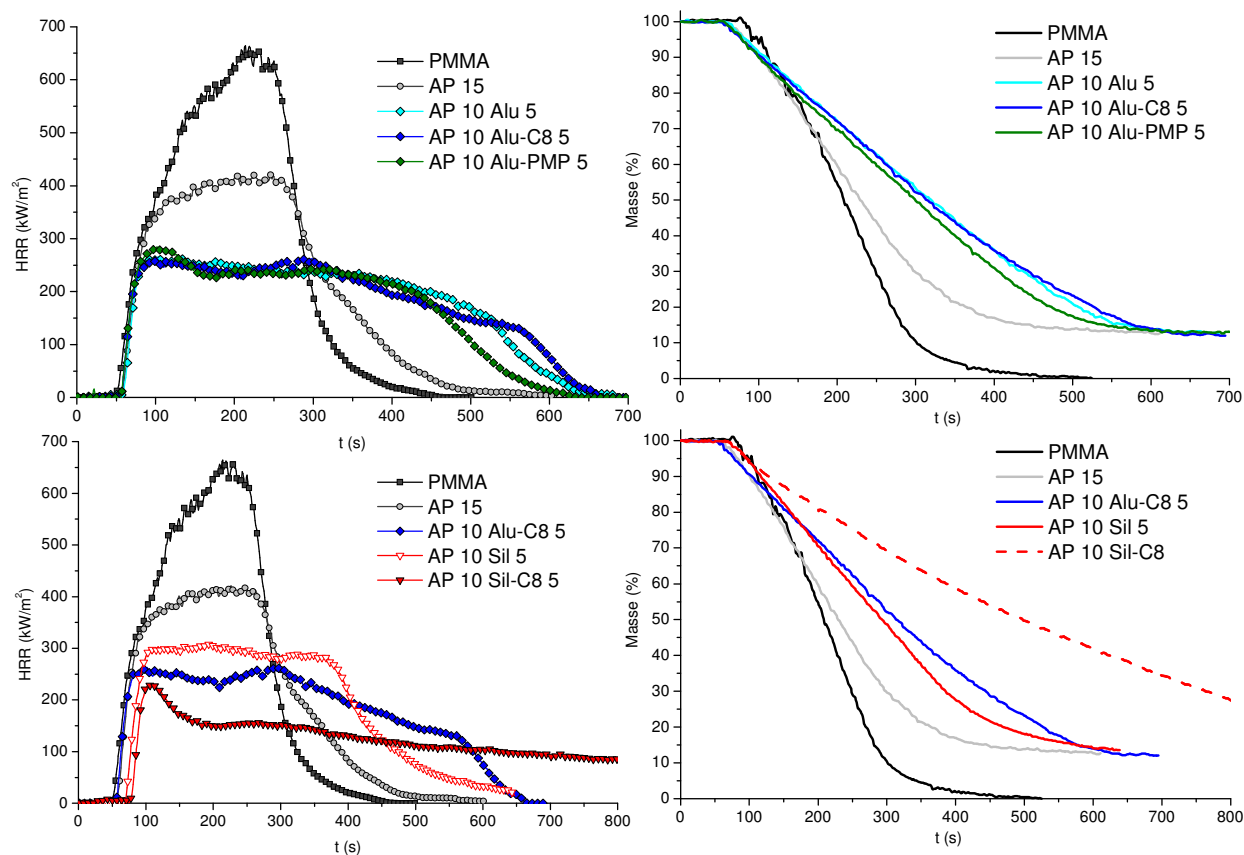 700
600
500
400
300
200
100
0
HRR (kW/m²)
PMMA
AP 15
AP 10 Alu 5
AP 10 Alu-C8 5
AP 10 Alu-PMP 5
0 100 200 300 400 500 600 700
t (s)
100
90
80
70
60
50
40
30
20
10
0
Masse (%)
PMMA
AP 15
AP 10 Alu 5
AP 10 Alu-C8 5
AP 10 Alu-PMP 5
0 100 200 300 400 500 600 700
t (s)
700
600
500
400
300
200
100
0
HRR (kW/m²)
PMMA
AP 15
AP 10 Alu-C8 5
AP 10 Sil 5
AP 10 Sil-C8 5
0 100 200 300 400 500 600 700 800
t (s)
100
90
80
70
60
50
40
30
20
10
0
Masse (%)
PMMA
AP 15
AP 10 Alu-C8 5
AP 10 Sil 5
AP 10 Sil-C8
0 100 200 300 400 500 600 700 800
t (s)